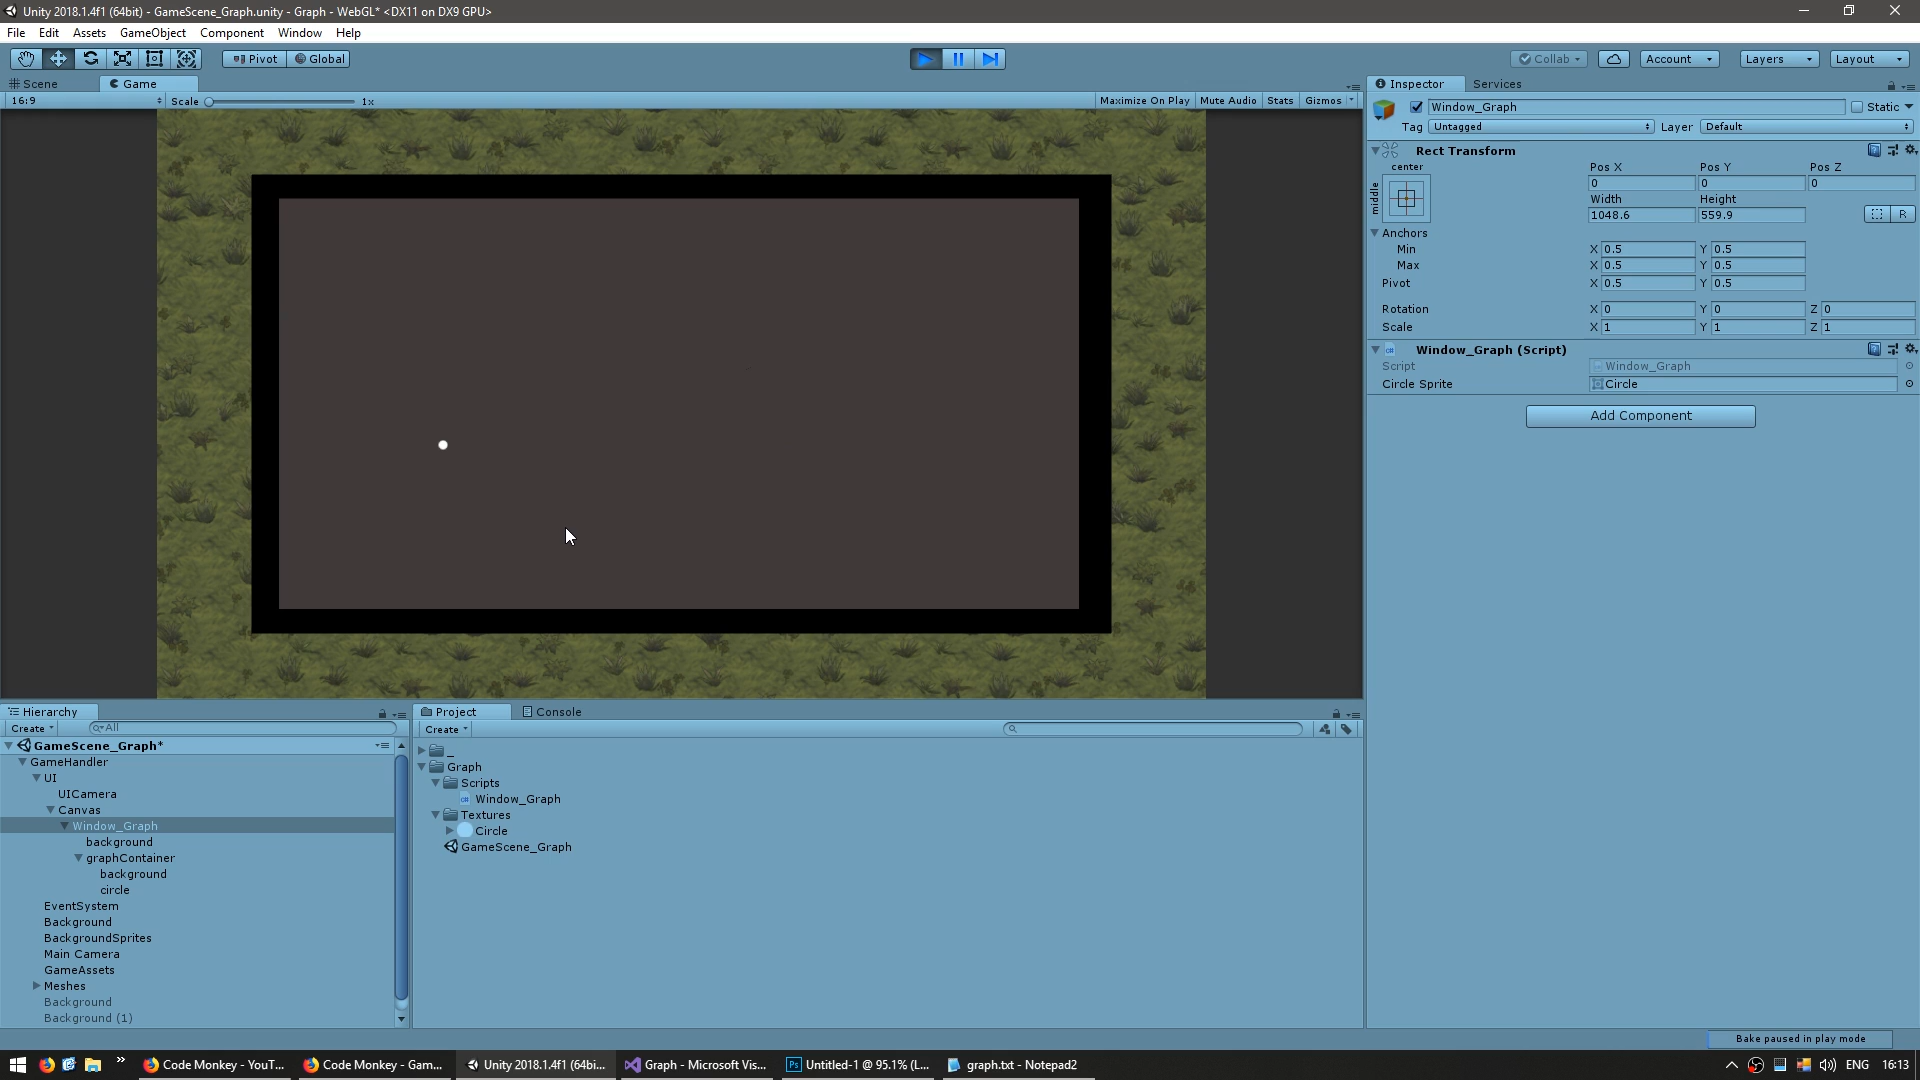 Unity 2018.1.4f1 (64bit) - GameScene_Graph.unity - Graph - WebGL* <DX11 on DX9 GPU>
File Edit Assets GameObject Component Window Help
Pivot Global
Collab Account Layers Layout
Scene Game
16:9 Scale 1x Maximize On Play Mute Audio Stats Gizmos
Inspector Services
Window_Graph Static
Tag Untagged Layer Default
Rect Transform
center
middle
Pos X Pos Y Pos Z
0 0 0
Width Height
1048.6 559.9
R
Anchors
Min X 0.5 Y 0.5
Max X 0.5 Y 0.5
Pivot X 0.5 Y 0.5
Rotation X 0 Y 0 Z 0
Scale X 1 Y 1 Z 1
Window_Graph (Script)
Script Window_Graph
Circle Sprite Circle
Add Component
Hierarchy
Create All
GameScene_Graph*
GameHandler
UI
UICamera
Canvas
Window_Graph
background
graphContainer
background
circle
EventSystem
Background
BackgroundSprites
Main Camera
GameAssets
Meshes
Background
Background (1)
Project Console
Create
_
Graph
Scripts
Window_Graph
Textures
Circle
GameScene_Graph
Bake paused in play mode
Code Monkey - YouT...
Code Monkey - Gam...
Unity 2018.1.4f1 (64bi...
Graph - Microsoft Vis...
Untitled-1 @ 95.1% (L...
graph.txt - Notepad2
ENG 16:13